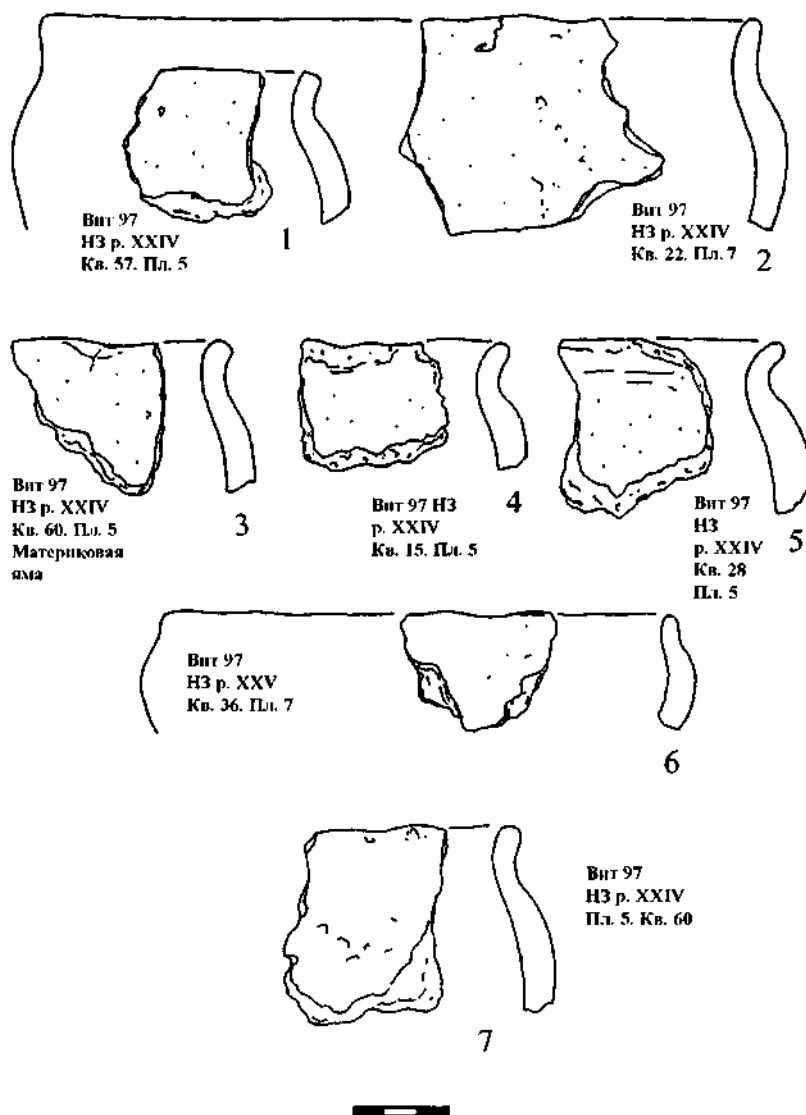 Вит 97
НЗ р. XXIV
Кв. 57. Пл. 5
1
Вит 97
НЗ р. XXIV
Кв. 22. Пл. 7
2
Вит 97
НЗ р. XXIV
Кв. 60. Пл. 5
Материковая
яма
3
Вит 97 НЗ
р. XXIV
Кв. 15. Пл. 5
4
Вит 97
НЗ
р. XXIV
Кв. 28
Пл. 5
5
Вит 97
НЗ р. XXV
Кв. 36. Пл. 7
6
Вит 97
НЗ р. XXIV
Пл. 5. Кв. 60
7